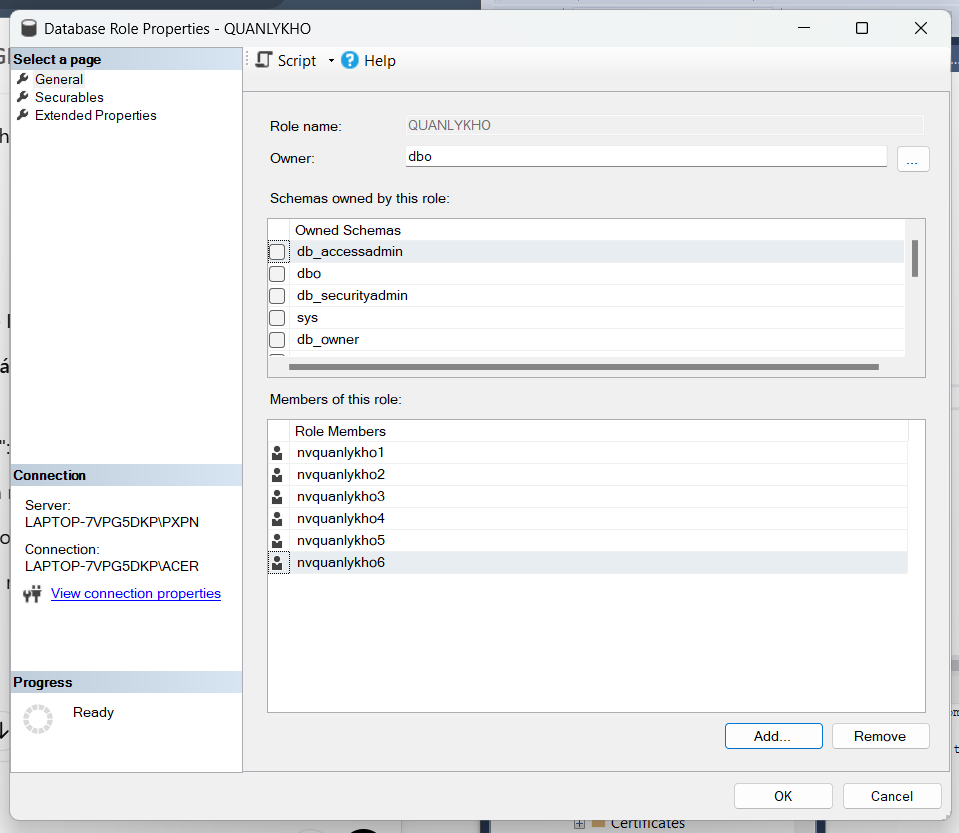 Database Role Properties - QUANLYKHO
Select a page
General
Securables
Extended Properties
Script
Help
Role name:
QUANLYKHO
Owner:
dbo
...
Schemas owned by this role:
Owned Schemas
db_accessadmin
dbo
db_securityadmin
sys
db_owner
Members of this role:
Role Members
nvquanlykho1
nvquanlykho2
nvquanlykho3
nvquanlykho4
nvquanlykho5
nvquanlykho6
Connection
Server:
LAPTOP-7VPG5DKP\PXPN
Connection:
LAPTOP-7VPG5DKP\ACER
View connection properties
Progress
Ready
Add...
Remove
OK
Cancel
Certificates